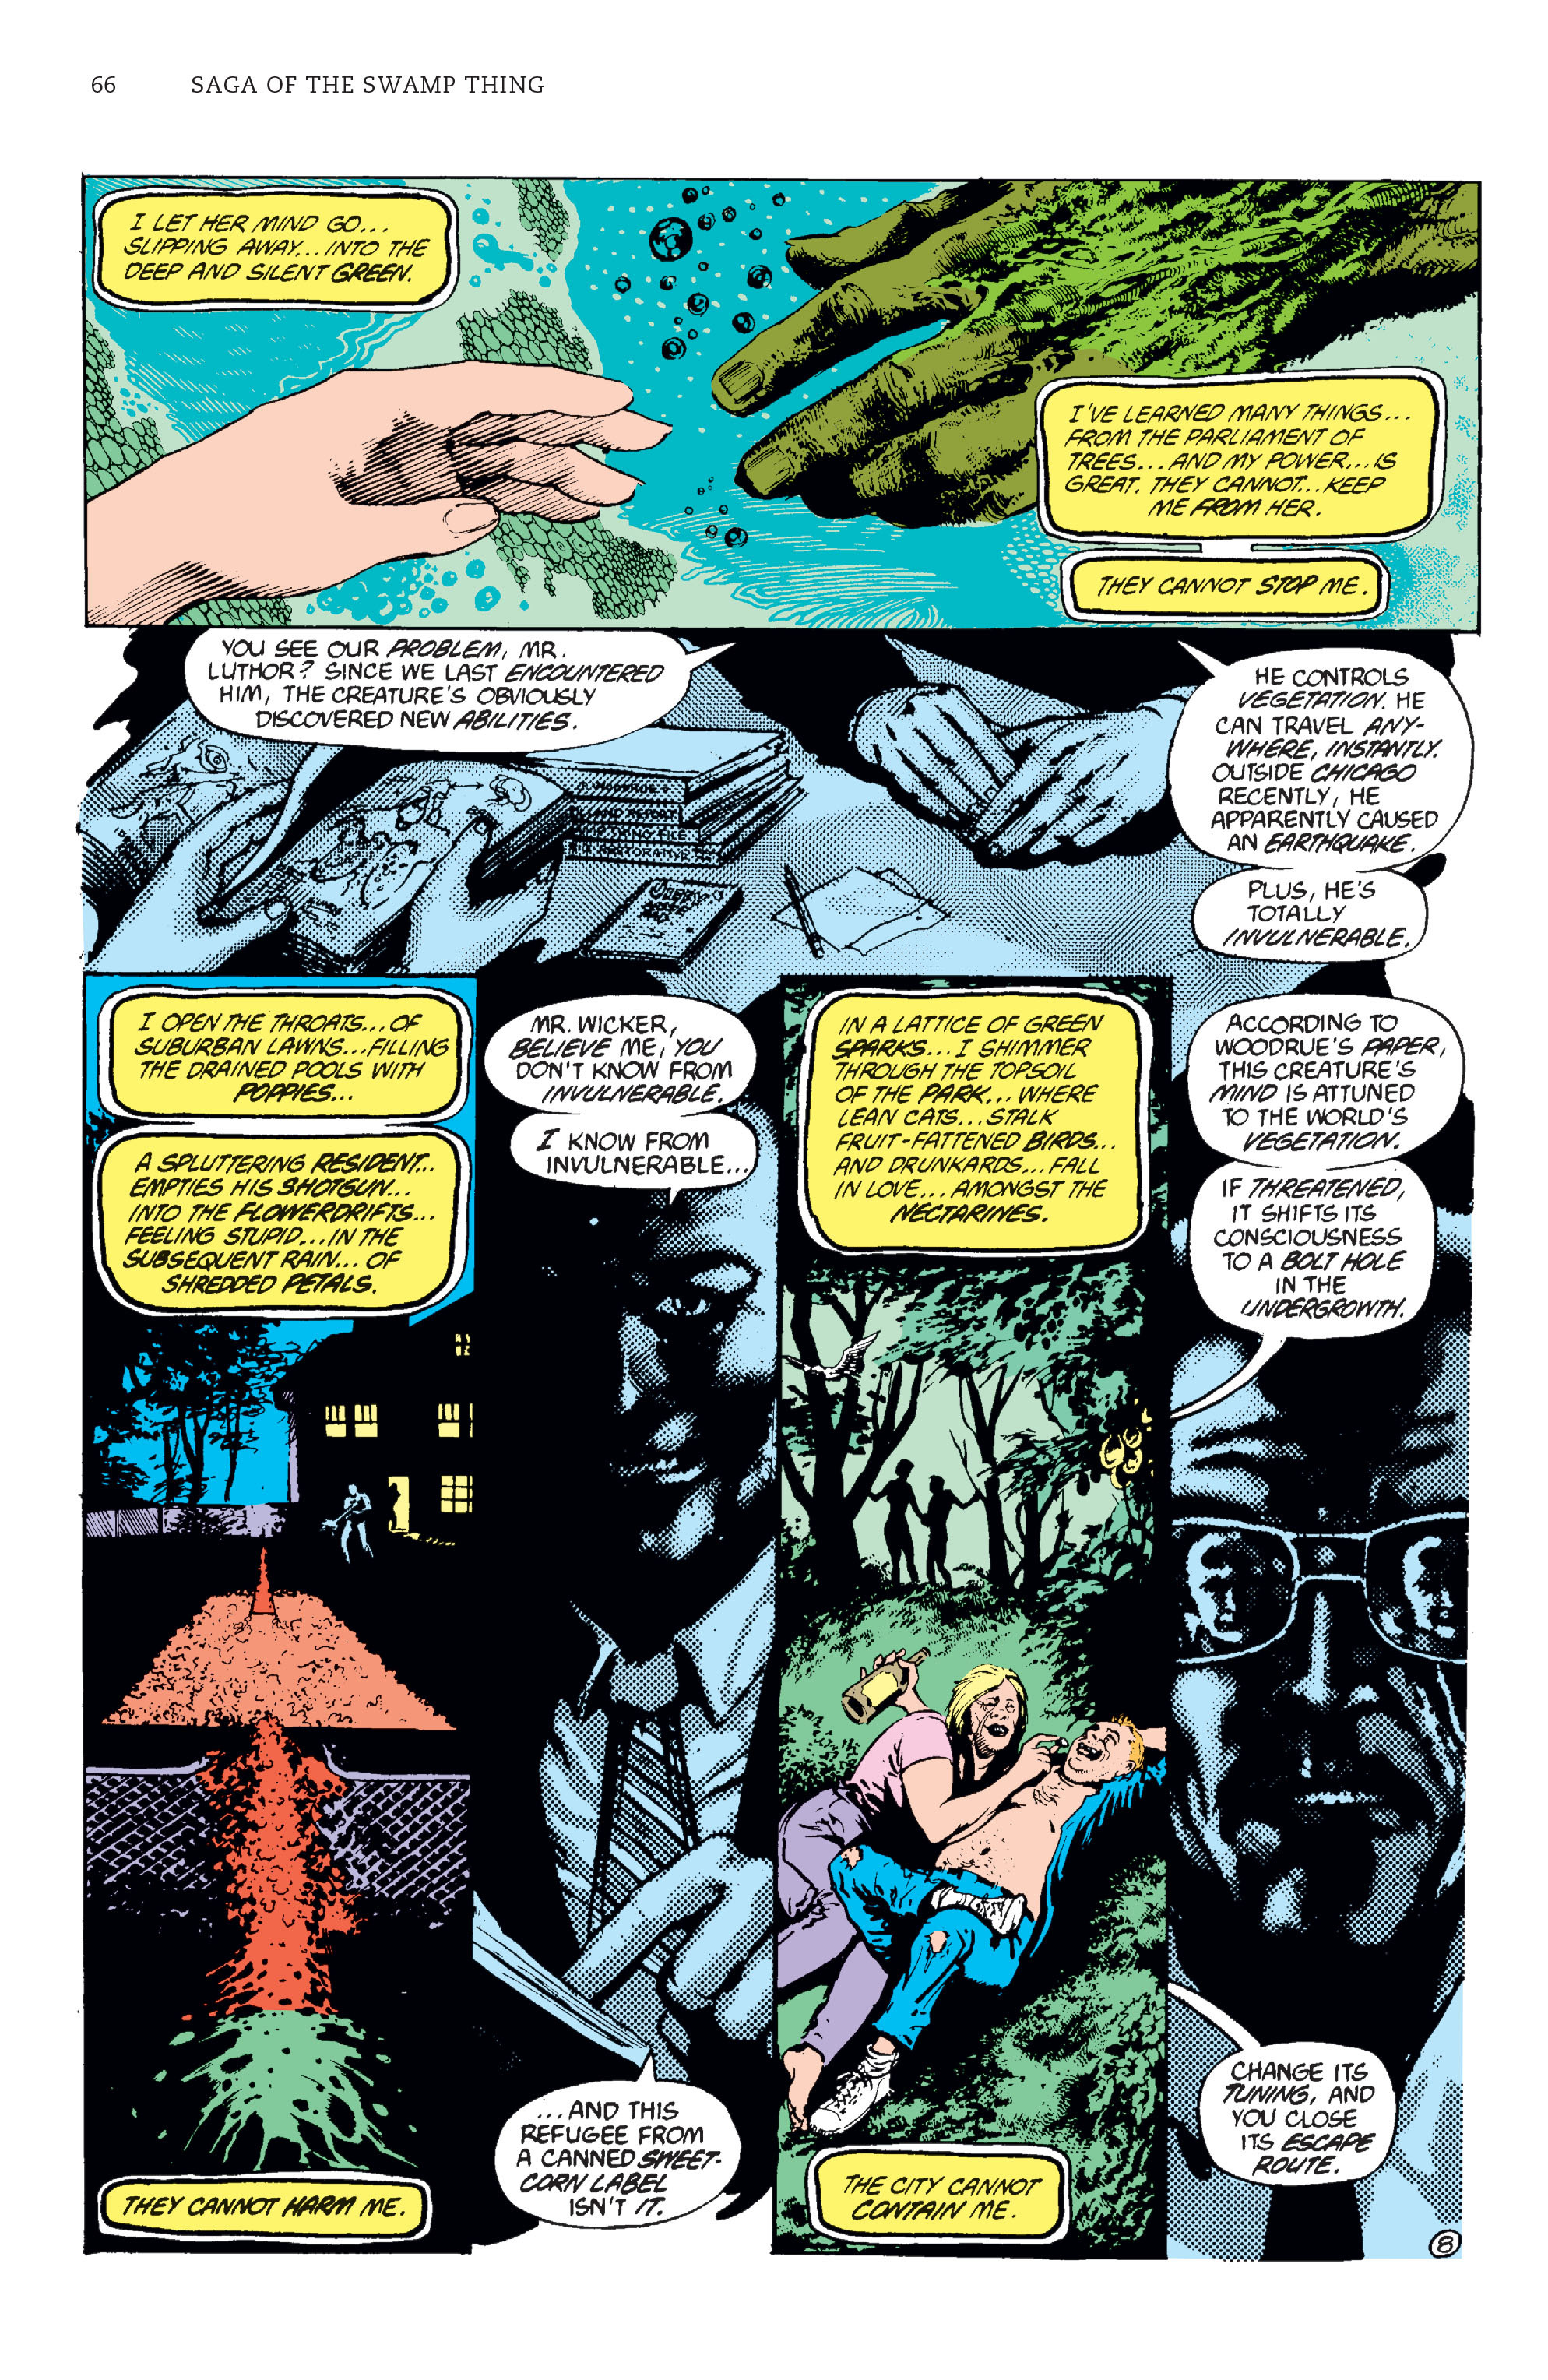 66 SAGA OF THE SWAMP THING
I LET HER MIND GO...
SLIPPING AWAY... INTO THE
DEEP AND SILENT GREEN.
I'VE LEARNED MANY THINGS...
FROM THE PARLIAMENT OF
TREES... AND MY POWER... IS
GREAT. THEY CANNOT... KEEP
ME FROM HER.
THEY CANNOT STOP ME.
YOU SEE OUR PROBLEM, MR.
LUTHOR? SINCE WE LAST ENCOUNTERED
HIM, THE CREATURE'S OBVIOUSLY
DISCOVERED NEW ABILITIES.
HE CONTROLS
VEGETATION. HE
CAN TRAVEL ANY-
WHERE, INSTANTLY.
OUTSIDE CHICAGO
RECENTLY, HE
APPARENTLY CAUSED
AN EARTHQUAKE.
PLUS, HE'S
TOTALLY
INVULNERABLE.
WOODRUE
REPORT
THING FILE
I OPEN THE THROATS... OF
SUBURBAN LAWNS... FILLING
THE DRAINED POOLS WITH
POPPIES...
A SPLUTTERING RESIDENT...
EMPTIES HIS SHOTGUN...
INTO THE FLOWERDRIFTS...
FEELING STUPID... IN THE
SUBSEQUENT RAIN... OF
SHREDDED PETALS.
THEY CANNOT HARM ME.
MR. WICKER,
BELIEVE ME, YOU
DON'T KNOW FROM
INVULNERABLE.
I KNOW FROM
INVULNERABLE...
...AND THIS
REFUGEE FROM
A CANNED SWEET-
CORN LABEL
ISN'T IT.
IN A LATTICE OF GREEN
SPARKS... I SHIMMER
THROUGH THE TOPSOIL
OF THE PARK... WHERE
LEAN CATS... STALK
FRUIT-FATTENED BIRDS...
AND DRUNKARDS... FALL
IN LOVE... AMONGST THE
NECTARINES.
THE CITY CANNOT
CONTAIN ME.
ACCORDING TO
WOODRUE'S PAPER,
THIS CREATURE'S
MIND IS ATTUNED
TO THE WORLD'S
VEGETATION.
IF THREATENED,
IT SHIFTS ITS
CONSCIOUSNESS
TO A BOLT HOLE
IN THE
UNDERGROWTH.
CHANGE ITS
TUNING, AND
YOU CLOSE
ITS ESCAPE
ROUTE.
8